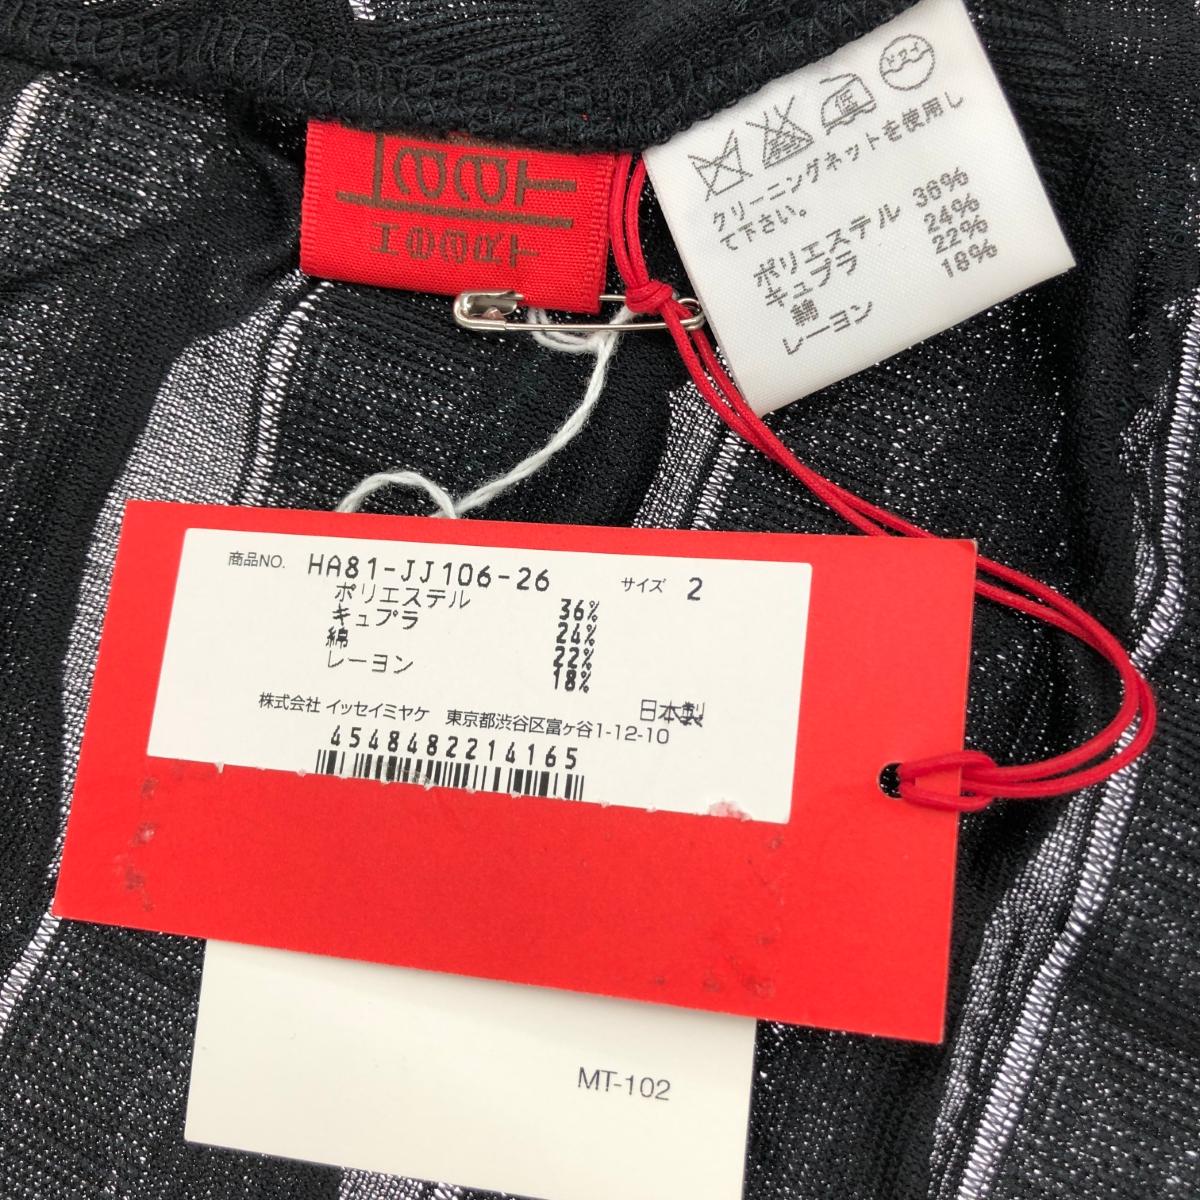 HaaT
HEART
低
ドライ
クリーニングネットを使用し
て下さい。
ポリエステル 36%
キュプラ 24%
綿 22%
レーヨン 18%
商品NO. HA81-JJ106-26 サイズ 2
ポリエステル 36%
キュプラ 24%
綿 22%
レーヨン 18%
日本製
株式会社 イッセイミヤケ 東京都渋谷区富ヶ谷1-12-10
4548482214165
MT-102